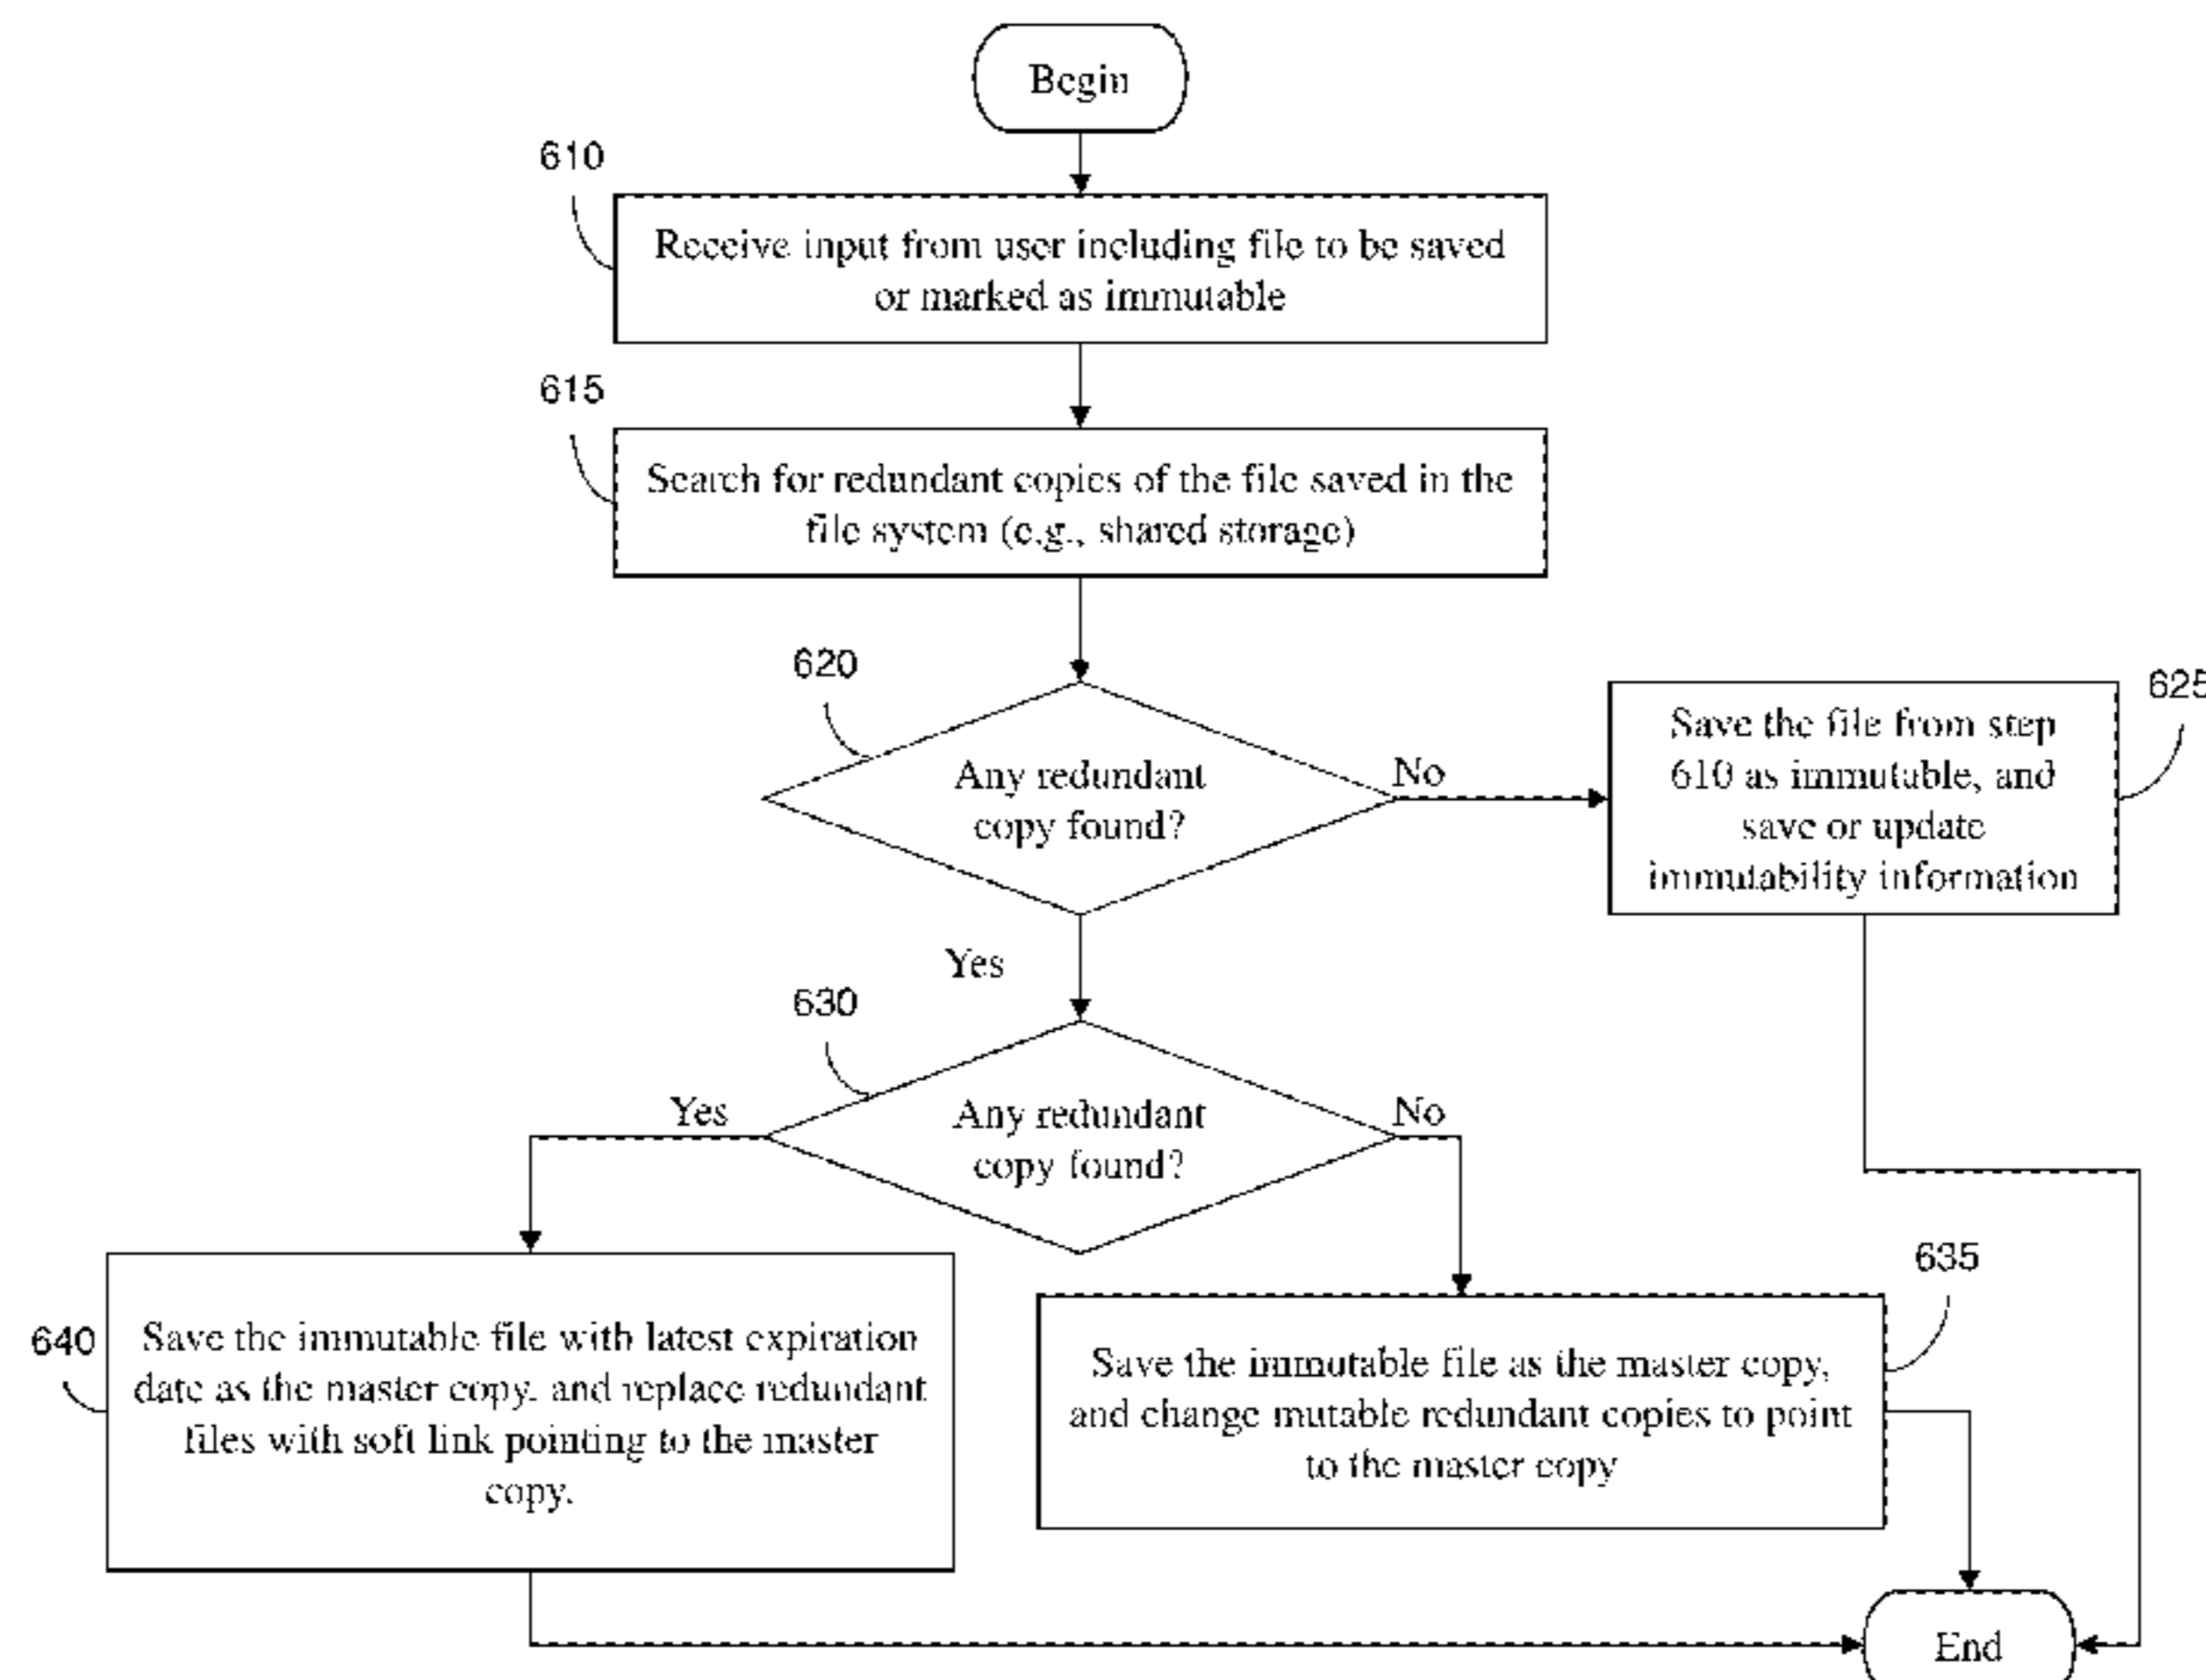 Begin
610
Receive input from user including file to be saved
or marked as immutable
615
Search for redundant copies of the file saved in the
file system (e.g., shared storage)
620
Any redundant
copy found?
No
625
Save the file from step
610 as immutable, and
save or update
immutability information
Yes
630
Any redundant
copy found?
Yes
No
640
Save the immutable file with latest expiration
date as the master copy. and replace redundant
files with soft link pointing to the master
copy.
635
Save the immutable file as the master copy,
and change mutable redundant copies to point
to the master copy
End